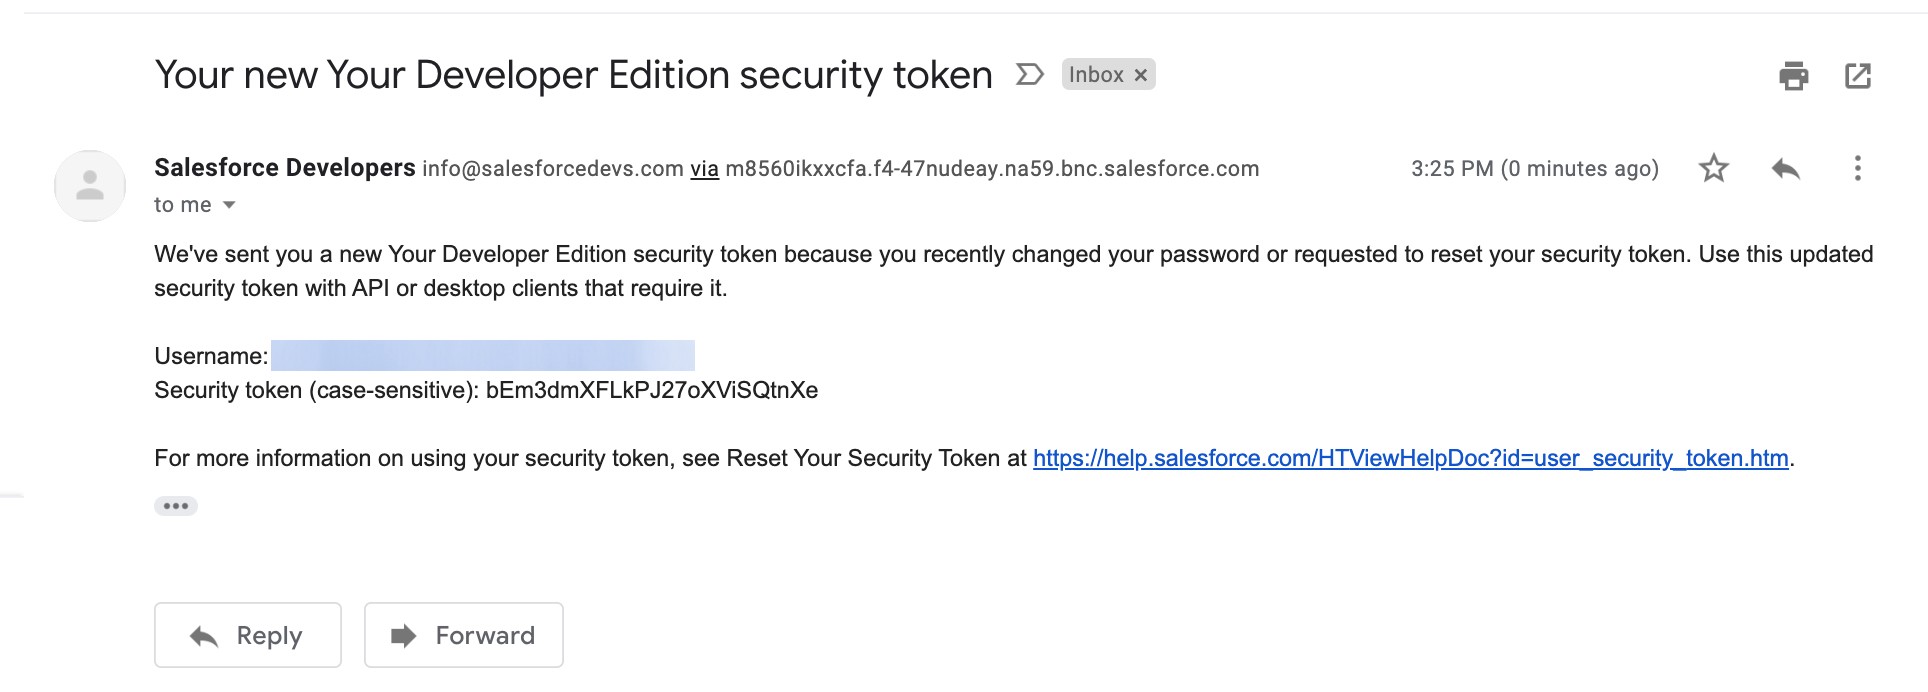 Your new Your Developer Edition security token Inbox ×
Salesforce Developers info@salesforcedevs.com via m8560ikxxcfa.f4-47nudeay.na59.bnc.salesforce.com 3:25 PM (0 minutes ago)
to me
We've sent you a new Your Developer Edition security token because you recently changed your password or requested to reset your security token. Use this updated
security token with API or desktop clients that require it.
Username:
Security token (case-sensitive): bEm3dmXFLkPJ27oXViSQtnXe
For more information on using your security token, see Reset Your Security Token at https://help.salesforce.com/HTViewHelpDoc?id=user_security_token.htm.
Reply Forward